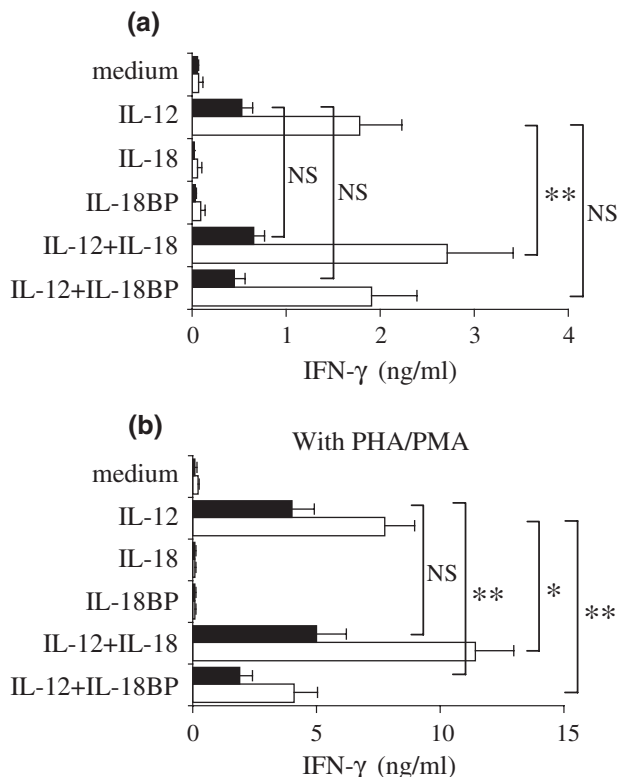 (a)
medium
IL-12
IL-18
IL-18BP
IL-12+IL-18
IL-12+IL-18BP
NS
NS
**
NS
0 1 2 3 4
IFN-γ (ng/ml)
(b)
With PHA/PMA
medium
IL-12
IL-18
IL-18BP
IL-12+IL-18
IL-12+IL-18BP
NS
**
*
**
0 5 10 15
IFN-γ (ng/ml)